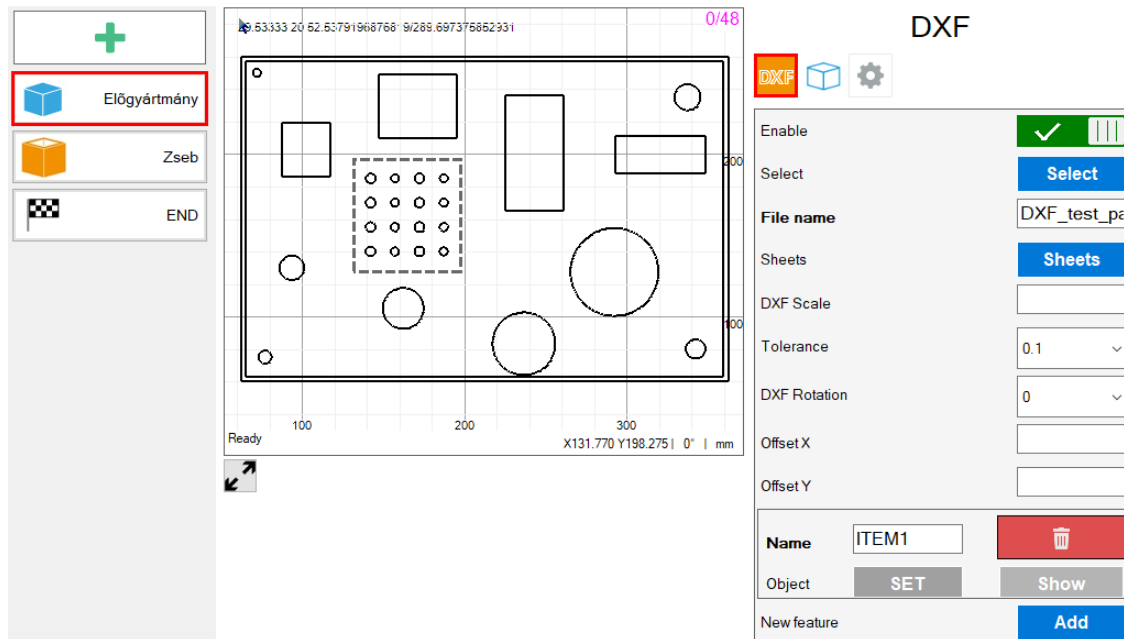 0/48
Előgyártmány
Zseb
END
200
100
100
200
300
Ready
X131.770 Y198.275 | 0° | mm
DXF
DXF
Enable
Select
Select
File name
DXF_test_pa
Sheets
Sheets
DXF Scale
Tolerance
0.1
DXF Rotation
0
Offset X
Offset Y
Name
ITEM1
Object
SET
Show
New feature
Add